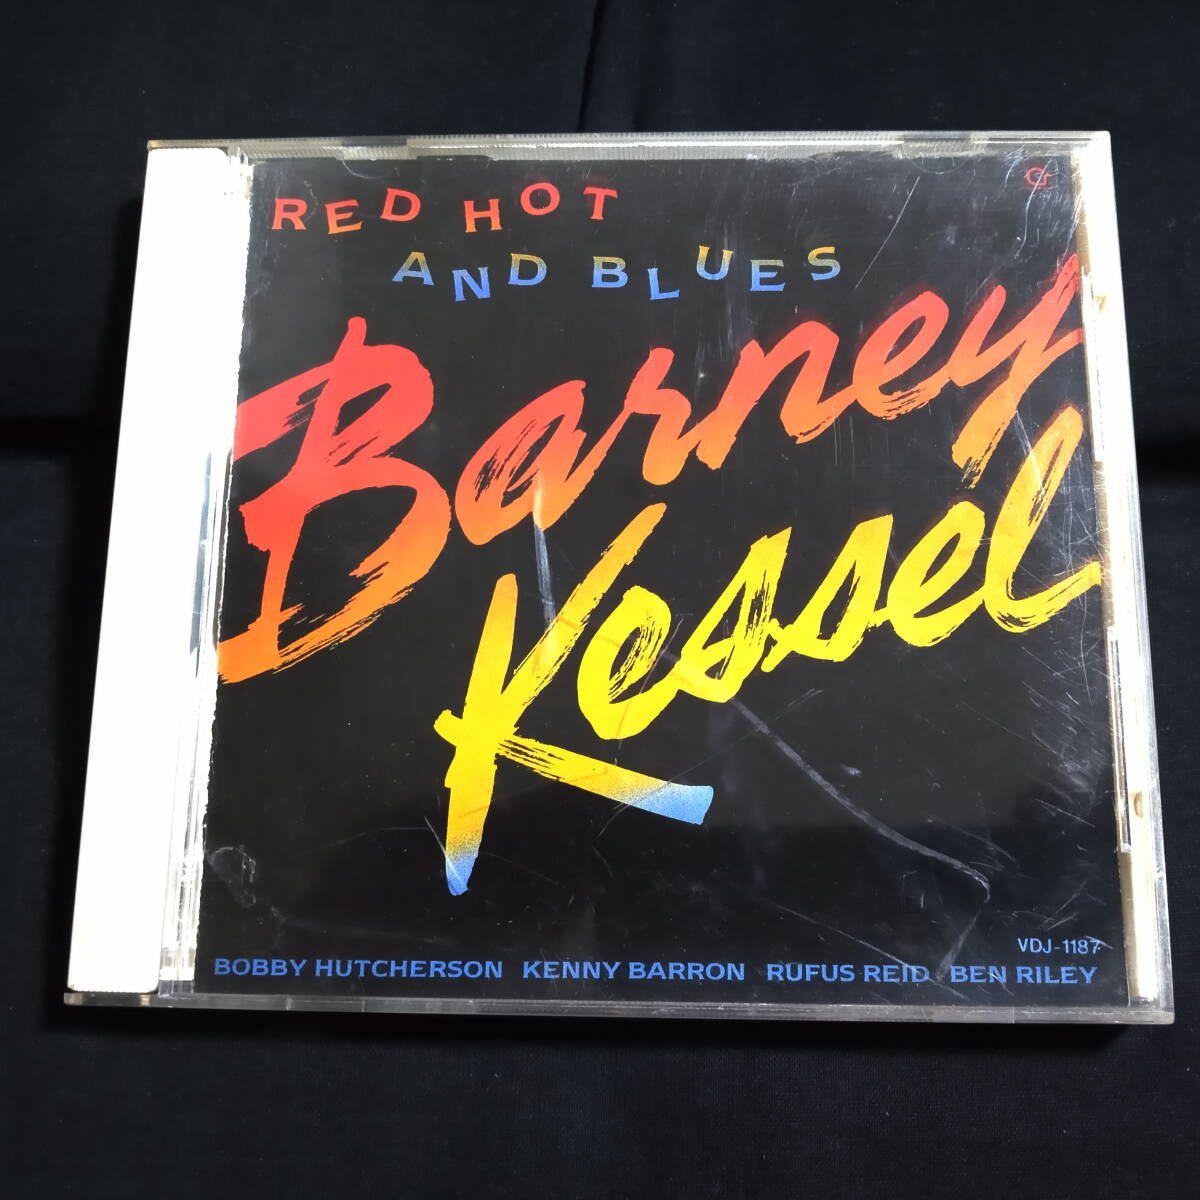 RED HOT
AND BLUES
Barney
Kessel
VDJ-1187
BOBBY HUTCHERSON KENNY BARRON RUFUS REID BEN RILEY